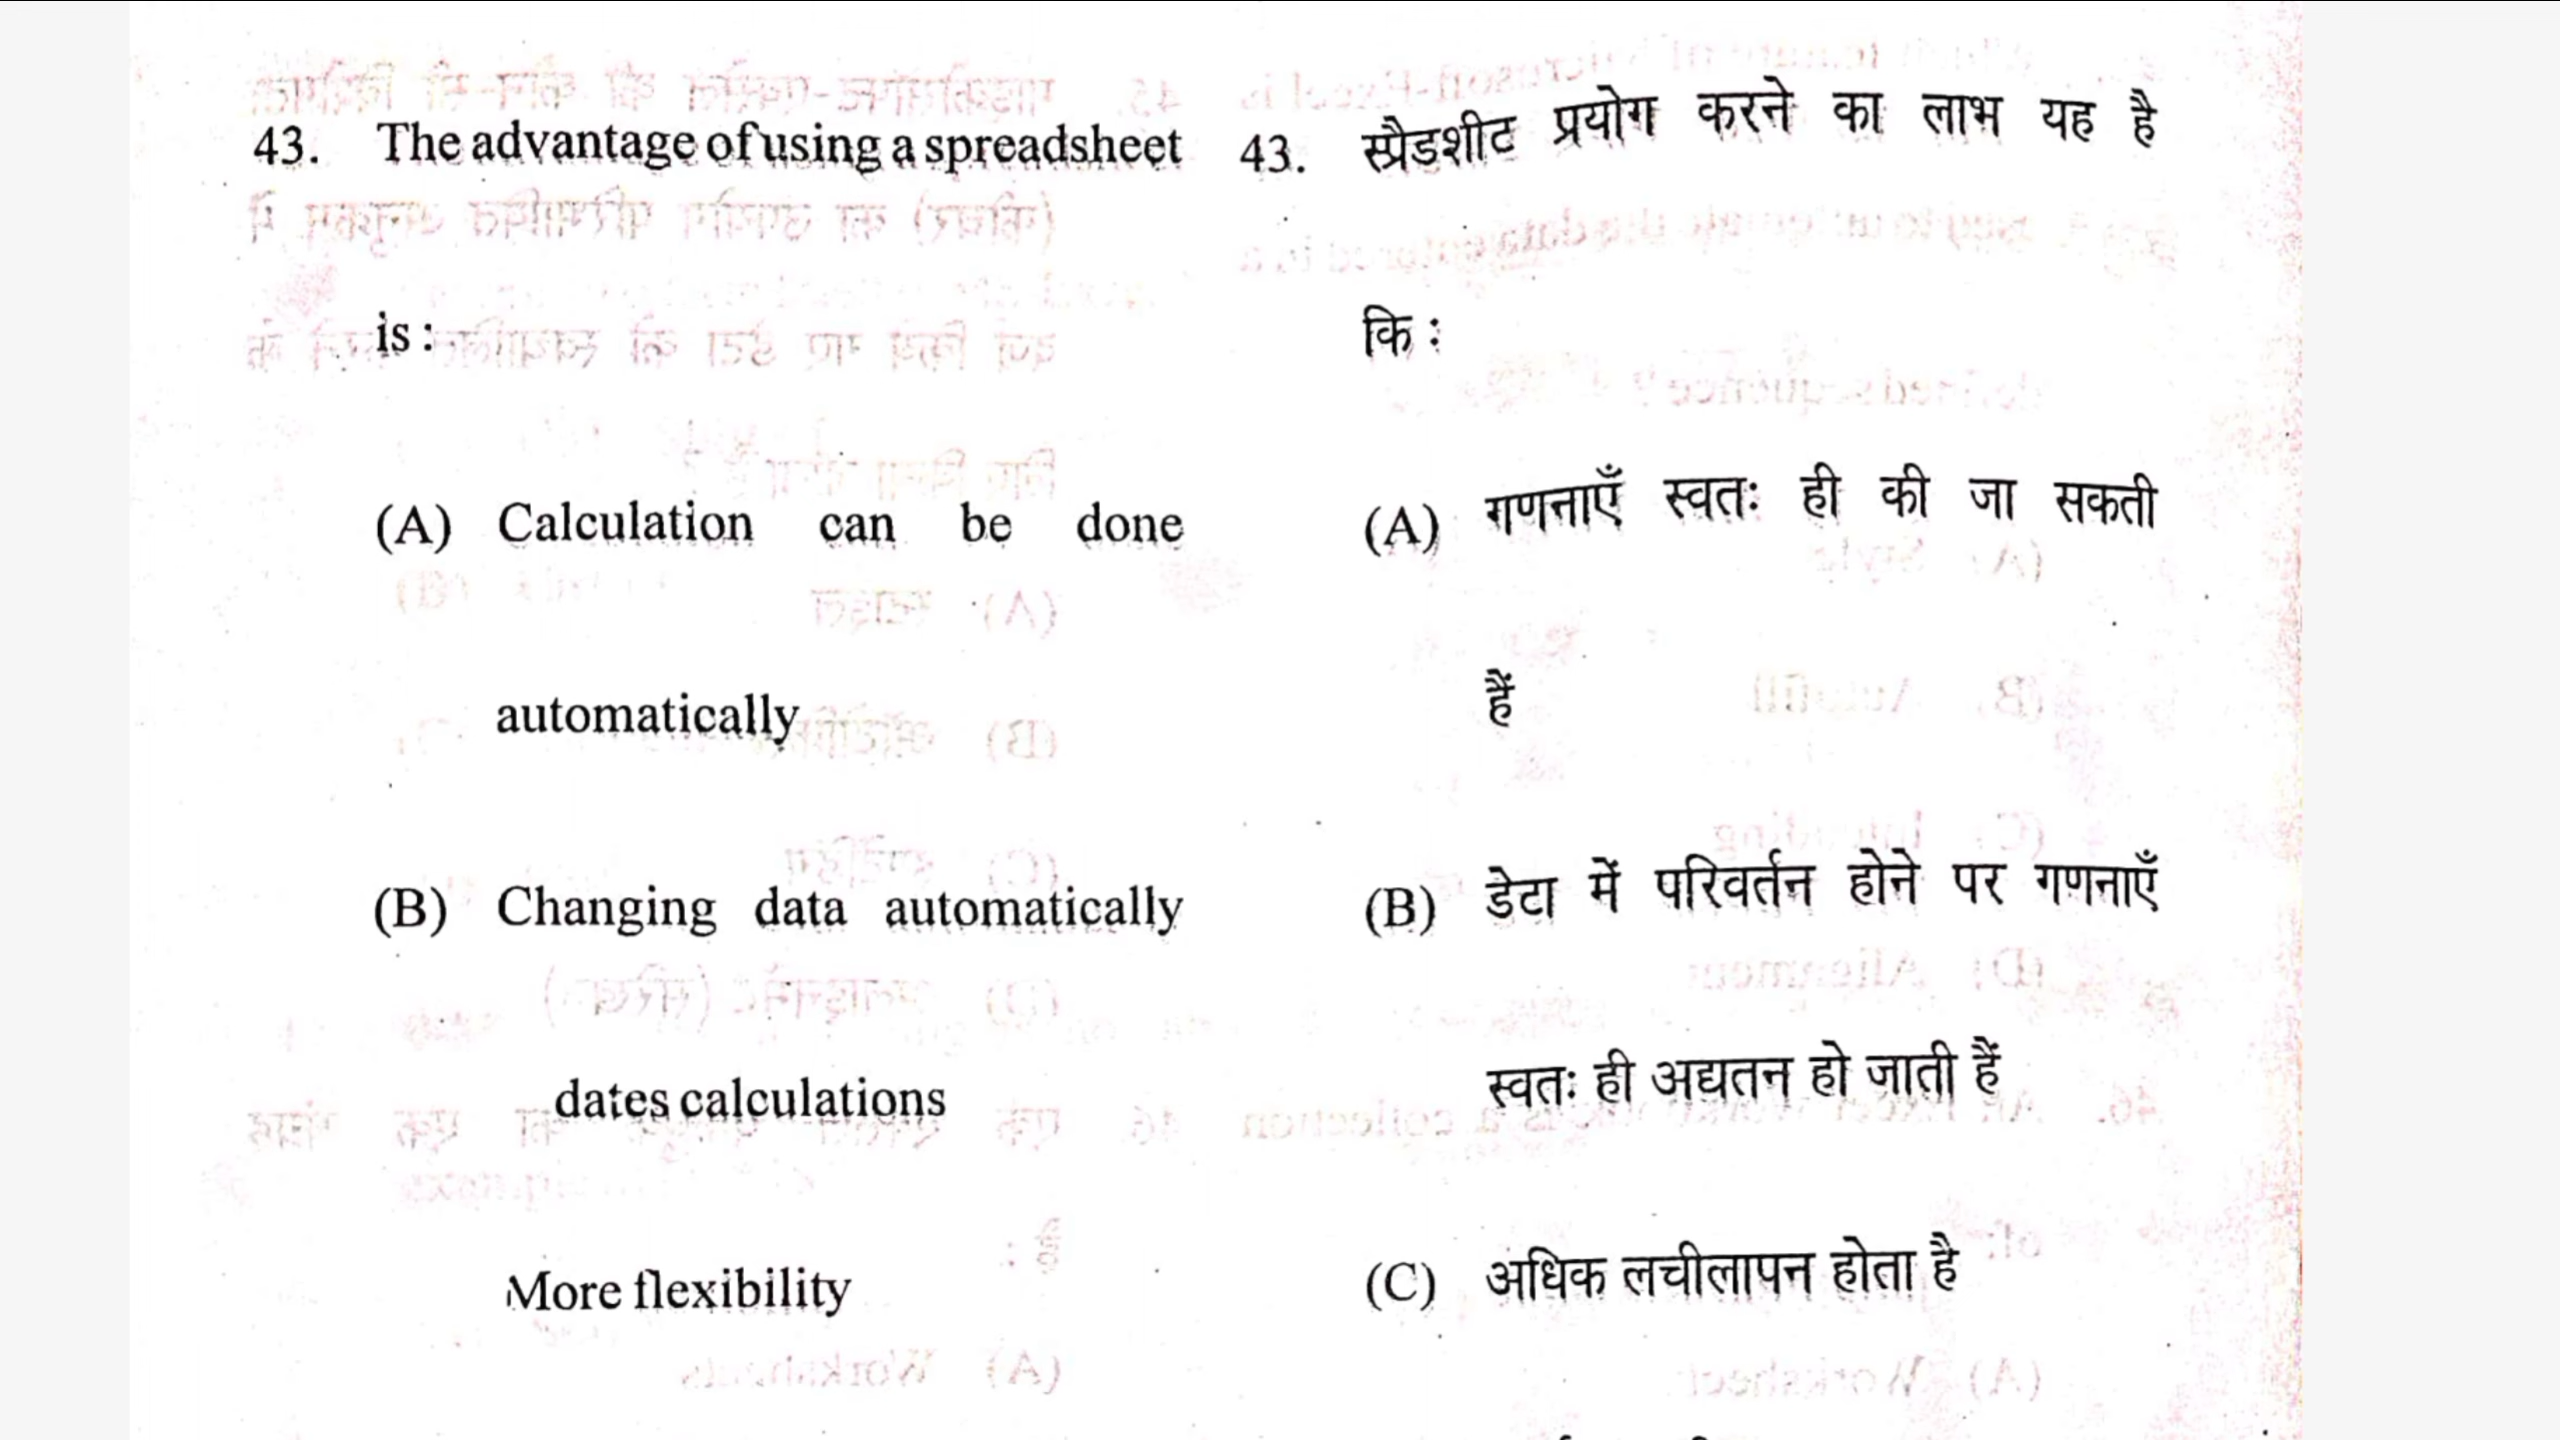 43. The advantage of using a spreadsheet
is :
(A) Calculation can be done
automatically
(B) Changing data automatically
dates calculations
More flexibility
43. स्प्रैडशीट प्रयोग करने का लाभ यह है
कि :
(A) गणनाएँ स्वतः ही की जा सकती
हैं
(B) डेटा में परिवर्तन होने पर गणनाएँ
स्वतः ही अद्यतन हो जाती हैं
(C) अधिक लचीलापन होता है